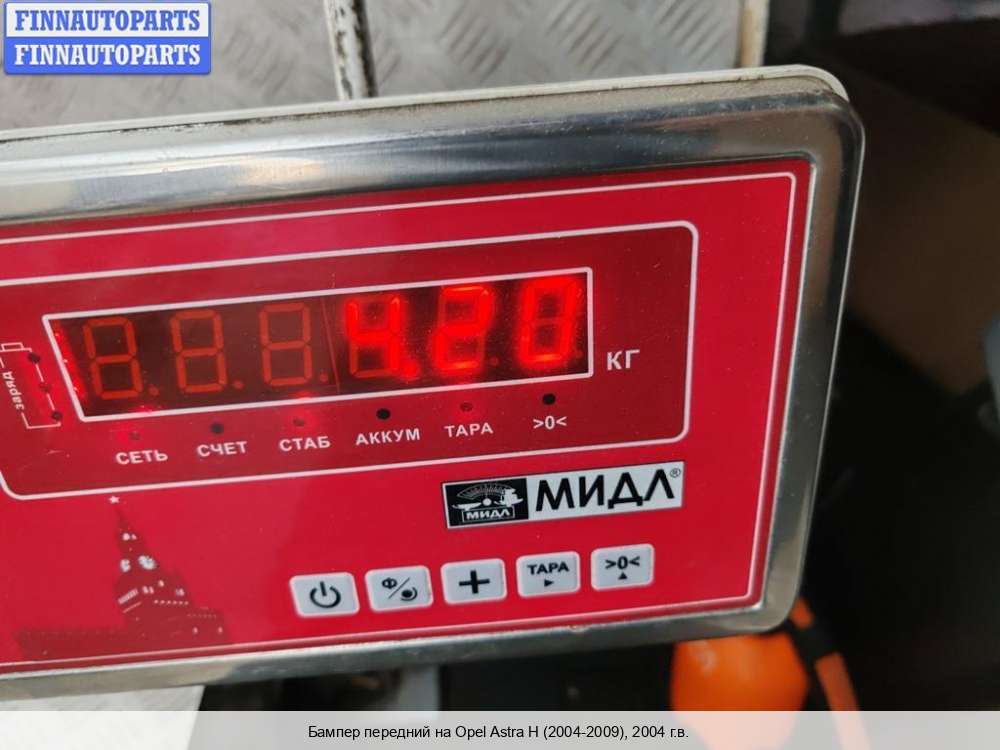 FINNAUTOPARTS
FINNAUTOPARTS
4.20
КГ
заряд
СЕТЬ СЧЕТ СТАБ АККУМ ТАРА >0<
МИДЛ МИДЛ®
Ф/ + ТАРА >0<
Бампер передний на Opel Astra H (2004-2009), 2004 г.в.